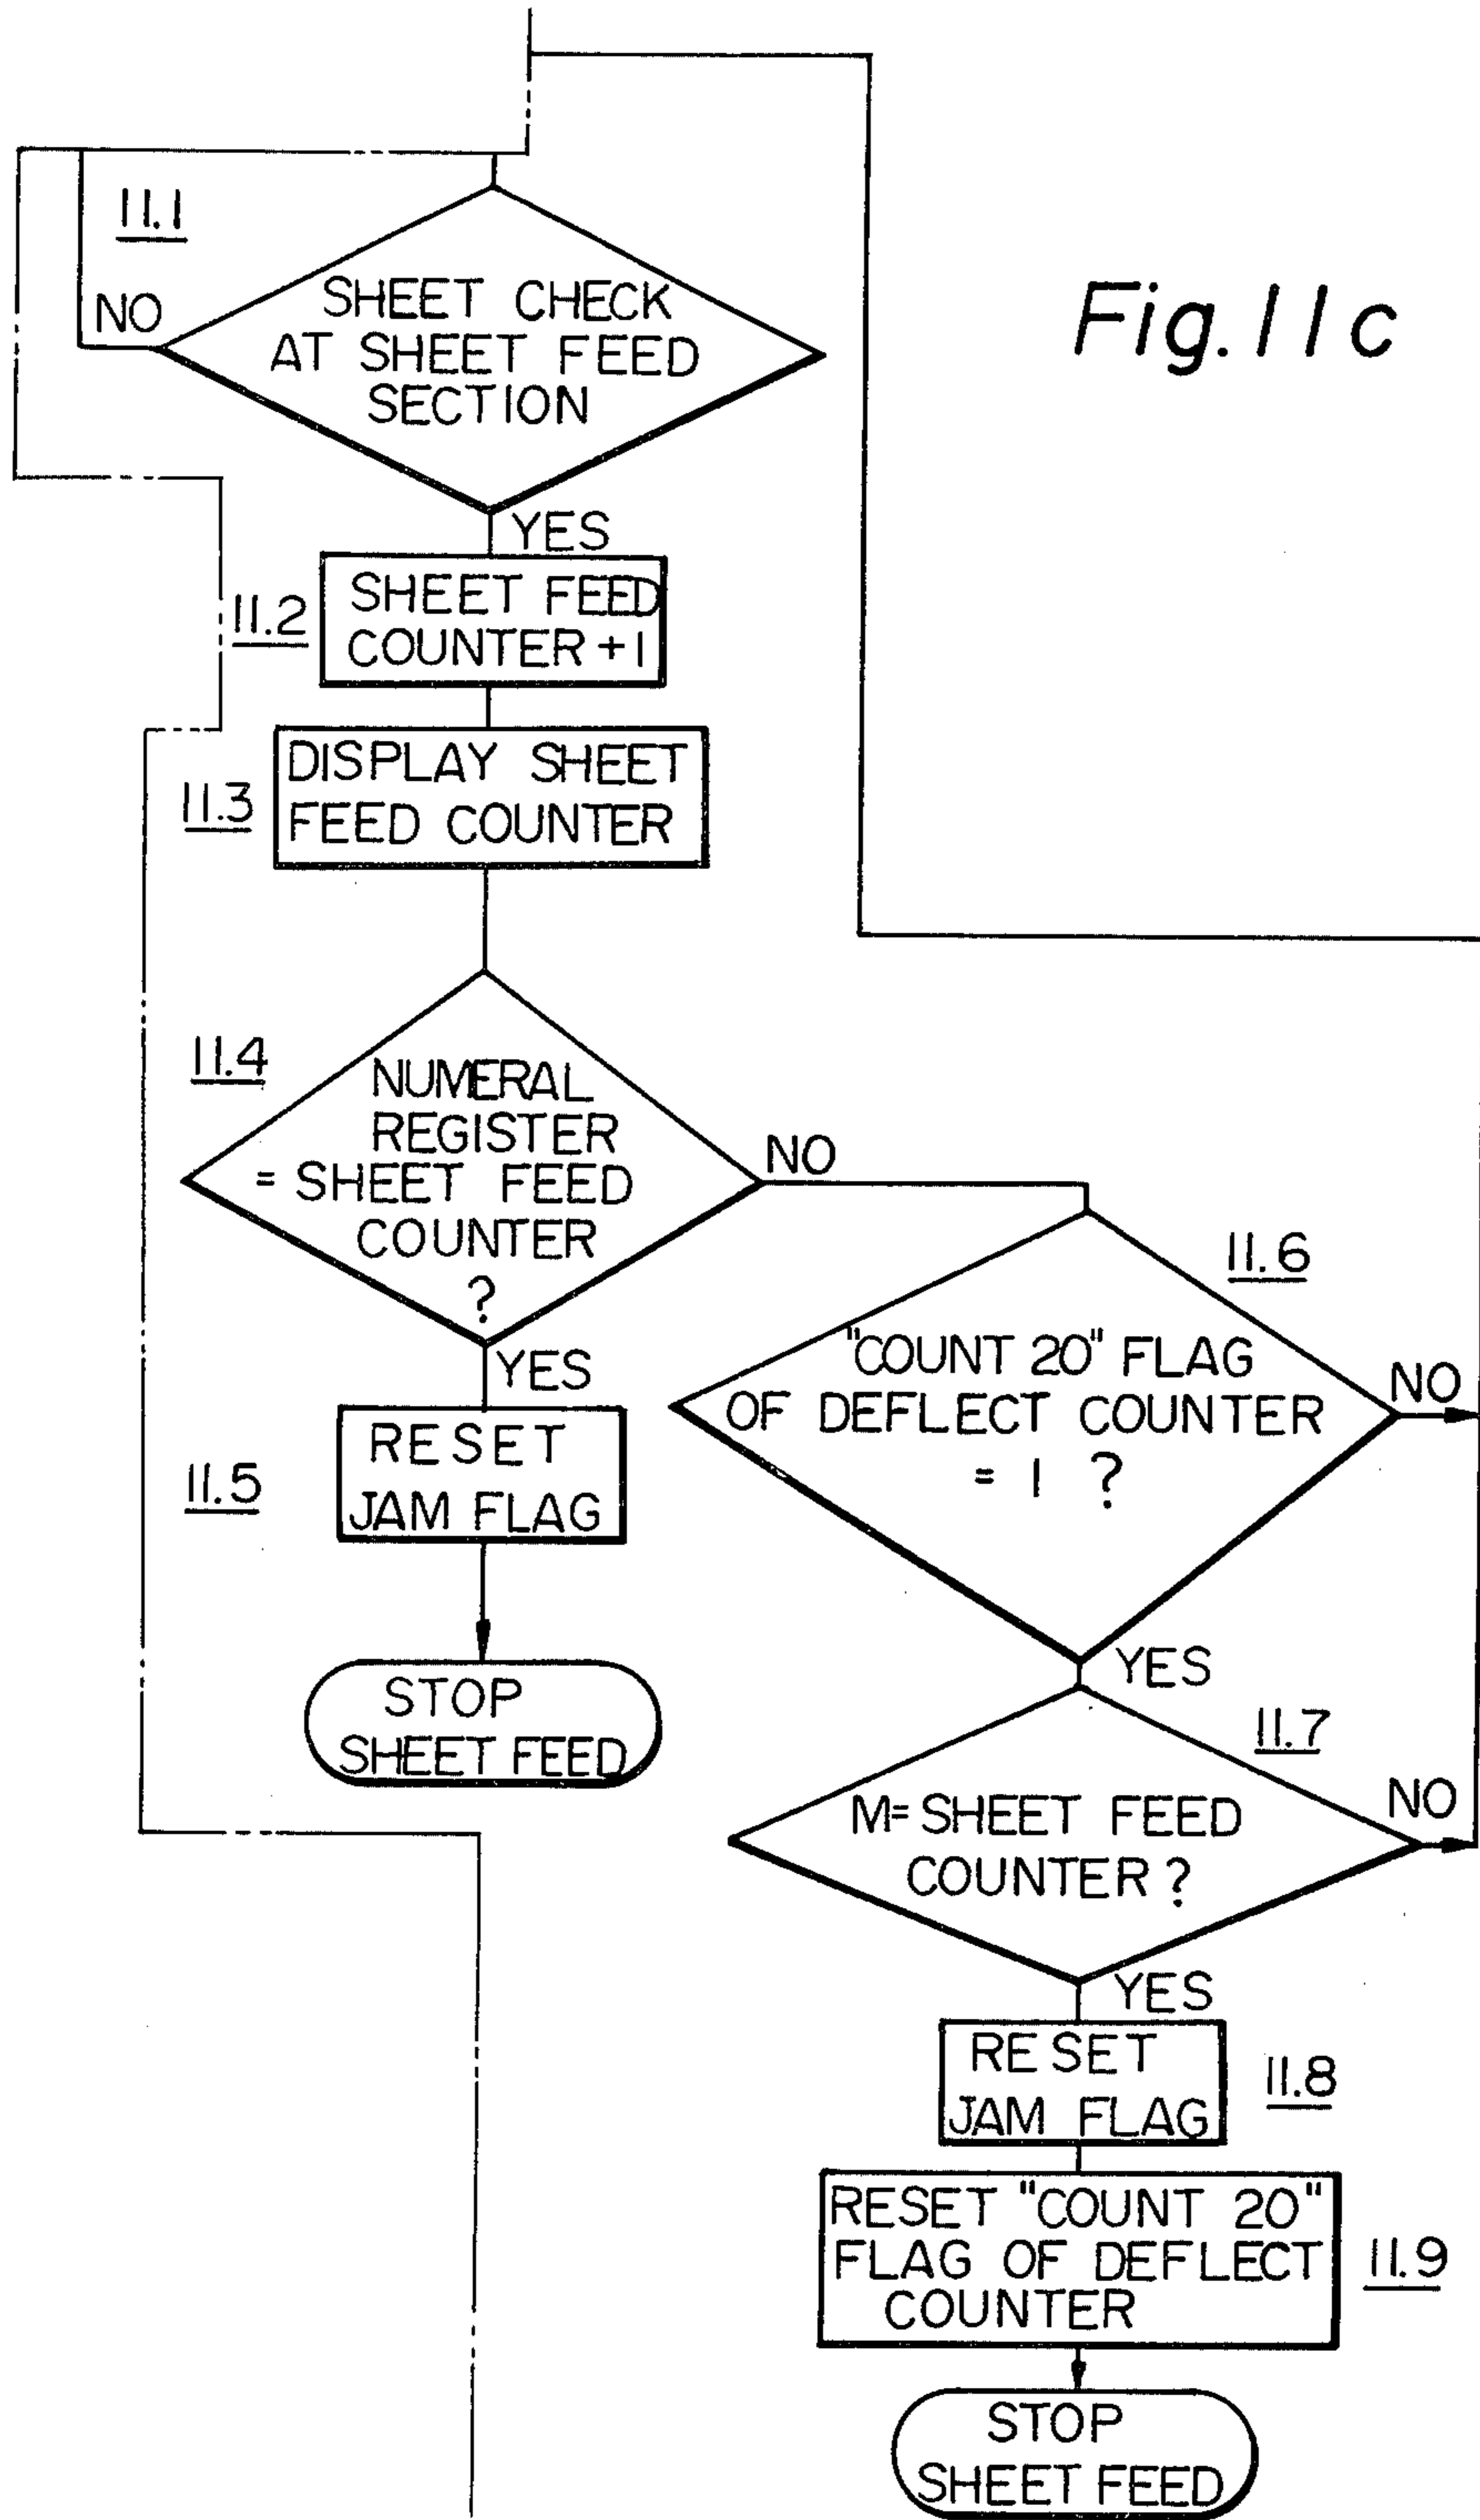 Fig. 11c
11.1
NO
SHEET CHECK
AT SHEET FEED
SECTION
YES
11.2
SHEET FEED
COUNTER +1
11.3
DISPLAY SHEET
FEED COUNTER
11.4
NUMERAL
REGISTER
= SHEET FEED
COUNTER
?
NO
YES
11.5
RESET
JAM FLAG
STOP
SHEET FEED
11.6
"COUNT 20" FLAG
OF DEFLECT COUNTER
= 1 ?
NO
YES
11.7
M=SHEET FEED
COUNTER ?
NO
YES
RESET
JAM FLAG
11.8
RESET "COUNT 20"
FLAG OF DEFLECT
COUNTER
11.9
STOP
SHEET FEED